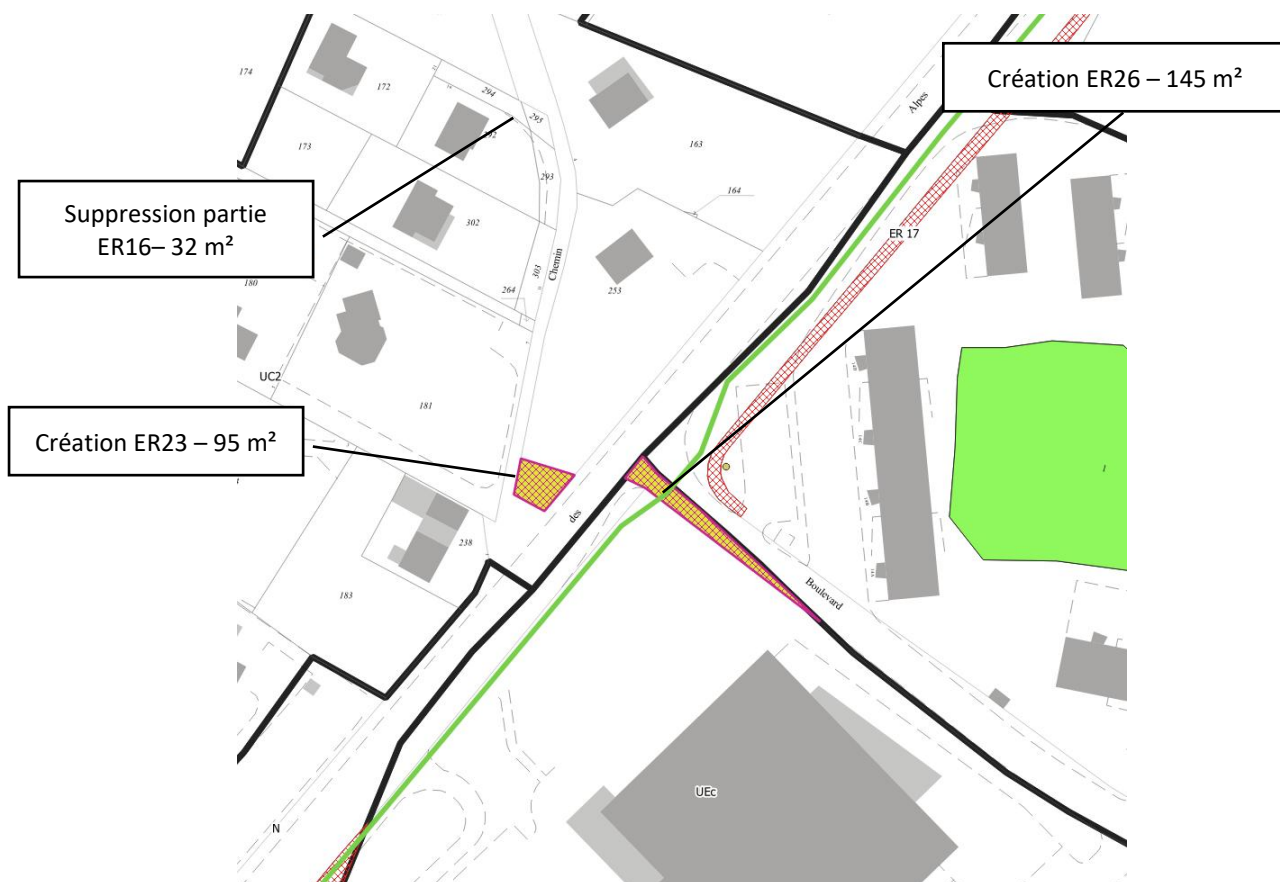 Création ER26 – 145 m²
Suppression partie
ER16– 32 m²
Création ER23 – 95 m²
174
172
294
295
292
173
293
302
163
164
Alpes
ER 17
303
Chemin
264
253
180
UC2
181
238
183
des
Boulevard
1
UEc
N